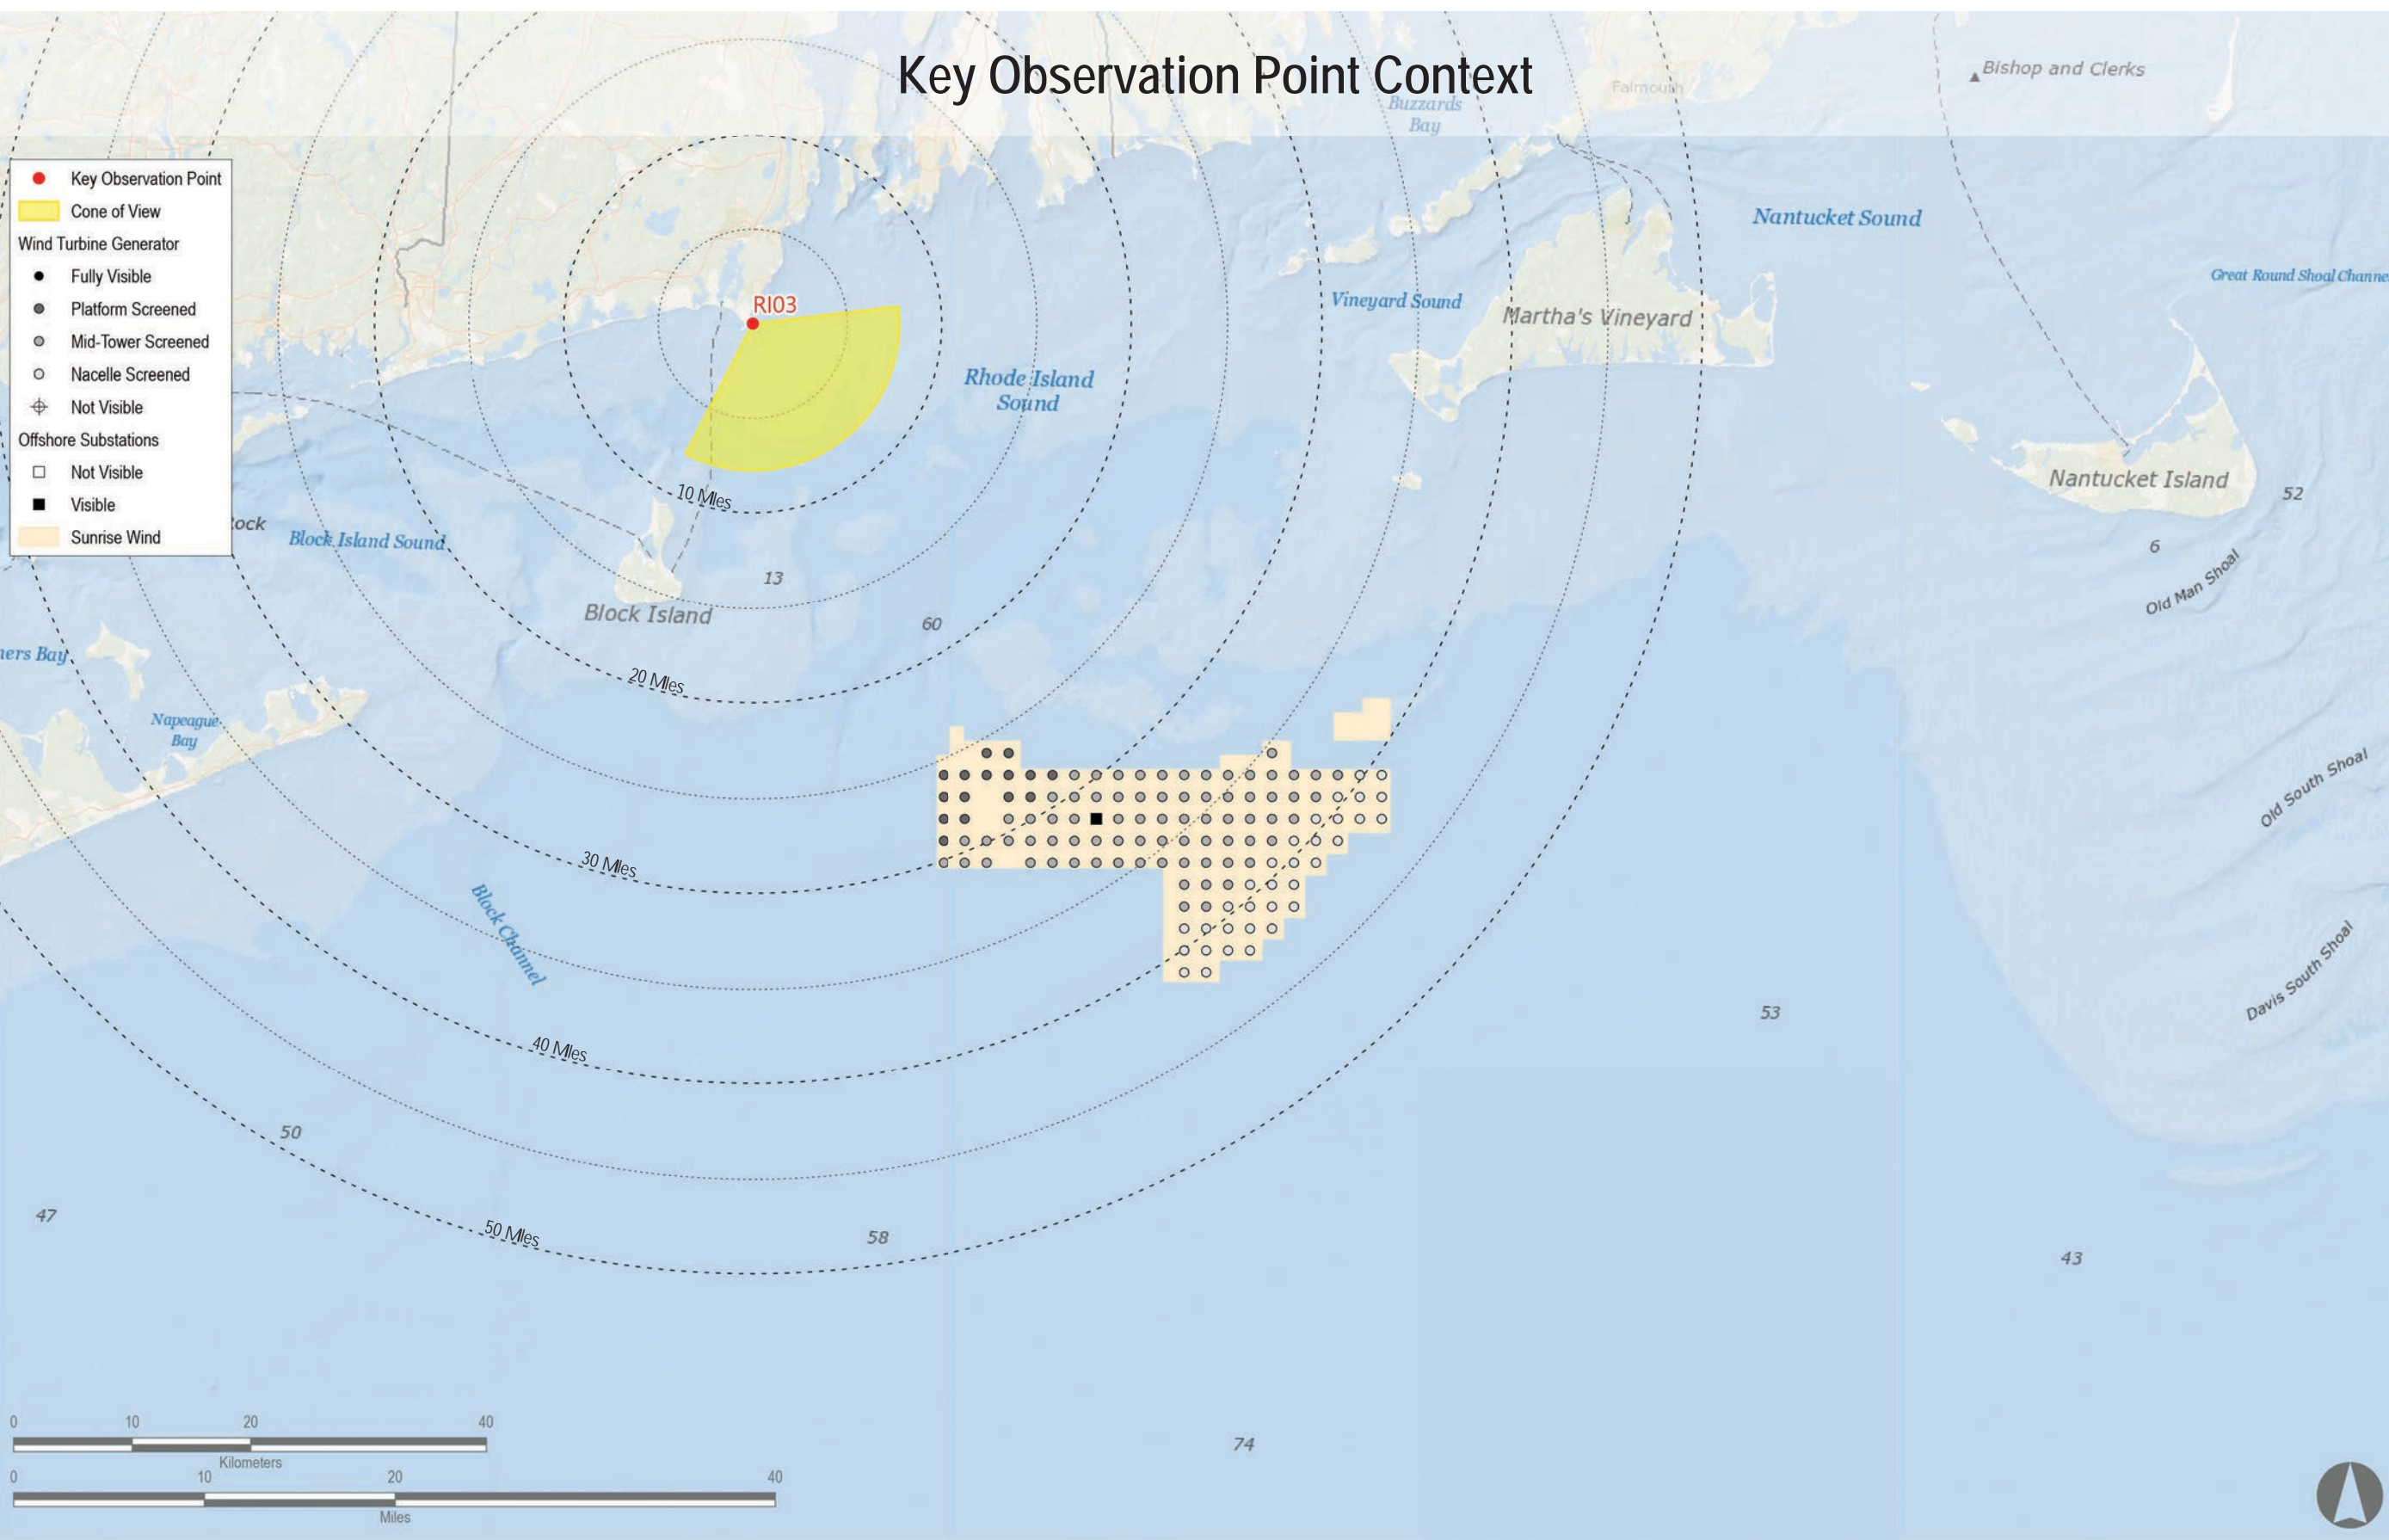 Key Observation Point Context
Bishop and Clerks
Falmouth
Buzzards
Bay
Key Observation Point
Cone of View
Wind Turbine Generator
Fully Visible
Platform Screened
Mid-Tower Screened
Nacelle Screened
Not Visible
Offshore Substations
Not Visible
Visible
Sunrise Wind
Nantucket Sound
Great Round Shoal Channe
RI03
Vineyard Sound
Martha's Vineyard
Rhode Island
Sound
Nantucket Island
52
10 Miles
ock
Block Island Sound
6
Old Man Shoal
13
Block Island
60
ners Bay
20 Miles
Napeague
Bay
Old South Shoal
30 Miles
Block Channel
Davis South Shoal
53
40 Miles
50
47
50 Miles
58
43
0 10 20 40
Kilometers
74
0 10 20 40
Miles